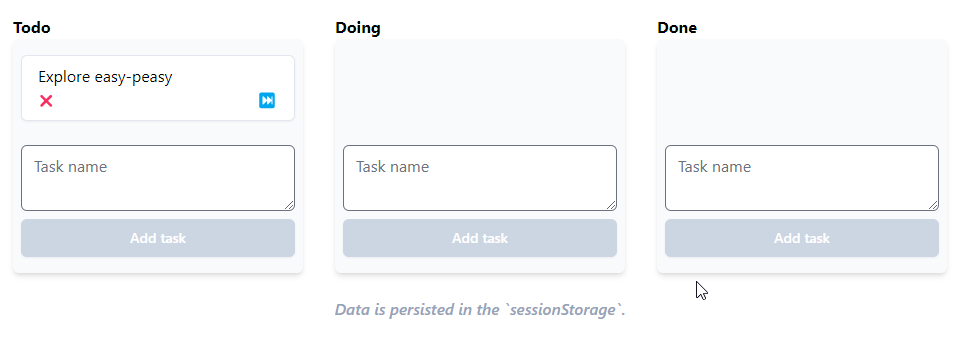 Todo
Doing
Done
Explore easy-peasy
Task name
Task name
Task name
Add task
Add task
Add task
Data is persisted in the `sessionStorage`.